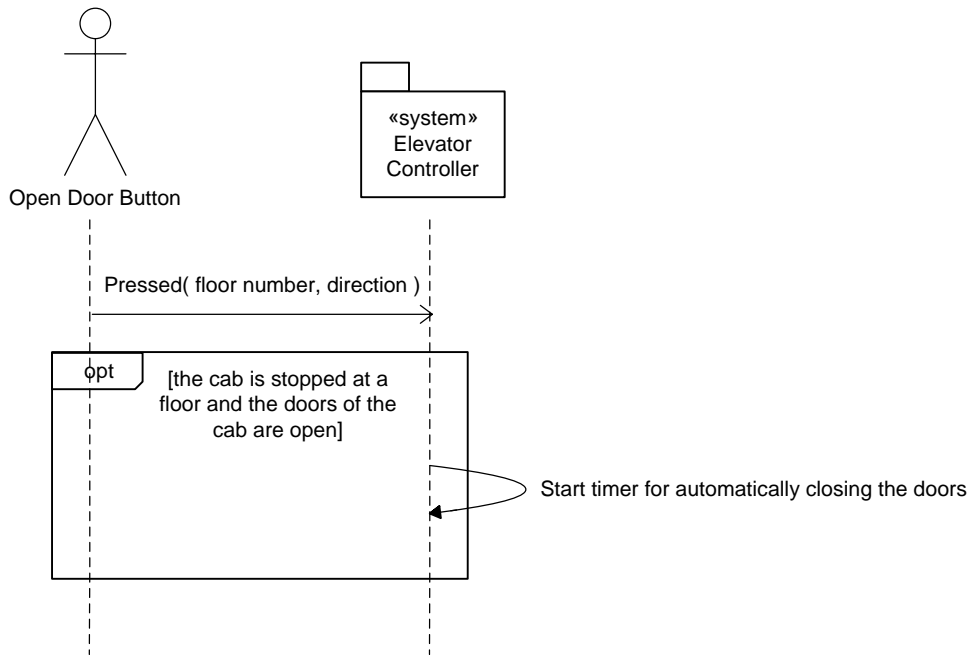 «system»
Elevator
Controller
Open Door Button
Pressed( floor number, direction )
opt
[the cab is stopped at a
floor and the doors of the
cab are open]
Start timer for automatically closing the doors